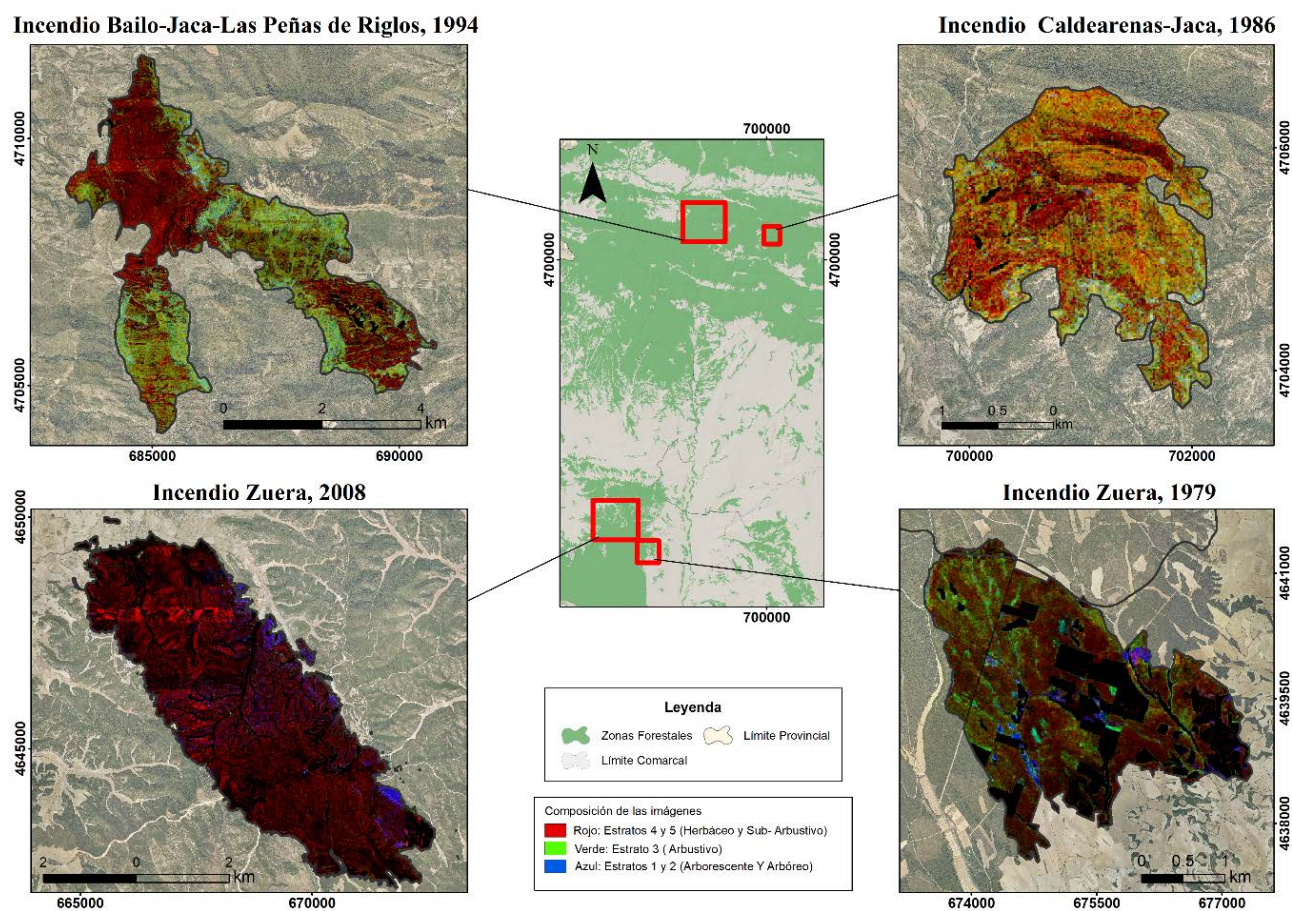 Incendio Bailo-Jaca-Las Peñas de Riglos, 1994
4710000
4705000
0 2 4
km
685000 690000
Incendio Caldearenas-Jaca, 1986
4706000
4704000
1 0.5 0
km
700000 702000
700000
N
4700000
4700000
700000
Incendio Zuera, 2008
4650000
4645000
2 0 2
km
665000 670000
Incendio Zuera, 1979
4641000
4639500
4638000
0 0.5 1
km
674000 675500 677000
Leyenda
Zonas Forestales Límite Provincial
Límite Comarcal
Composición de las imágenes
Rojo: Estratos 4 y 5 (Herbáceo y Sub- Arbustivo)
Verde: Estrato 3 ( Arbustivo)
Azul: Estratos 1 y 2 (Arborescente Y Arbóreo)